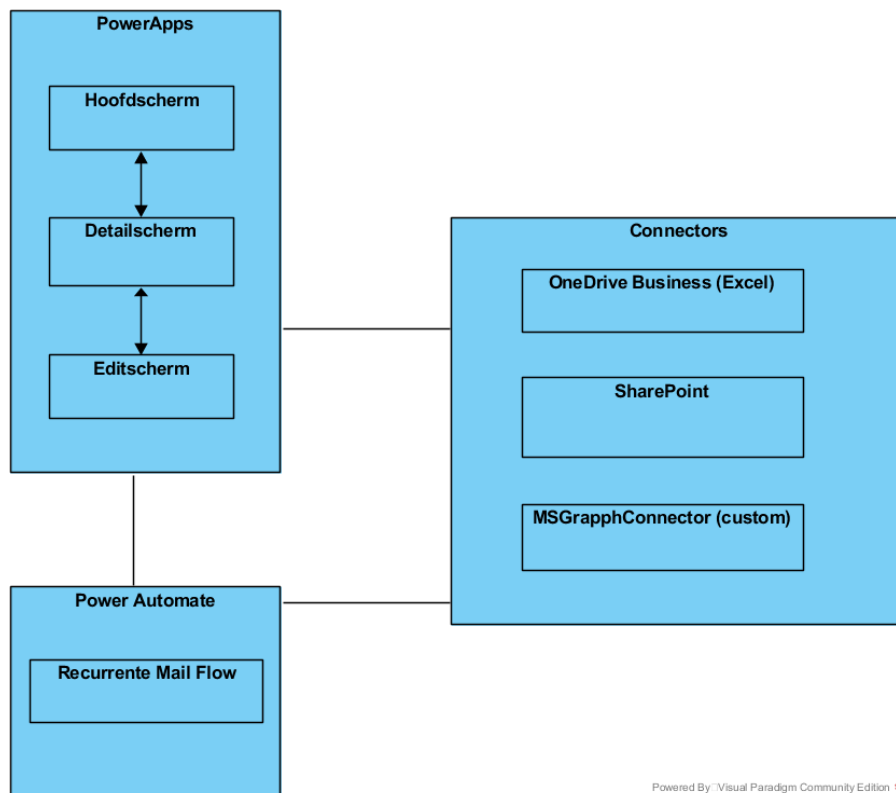 PowerApps
Hoofdscherm
Detailscherm
Editscherm
Connectors
OneDrive Business (Excel)
SharePoint
MSGrapphConnector (custom)
Power Automate
Recurrente Mail Flow
Powered By Visual Paradigm Community Edition